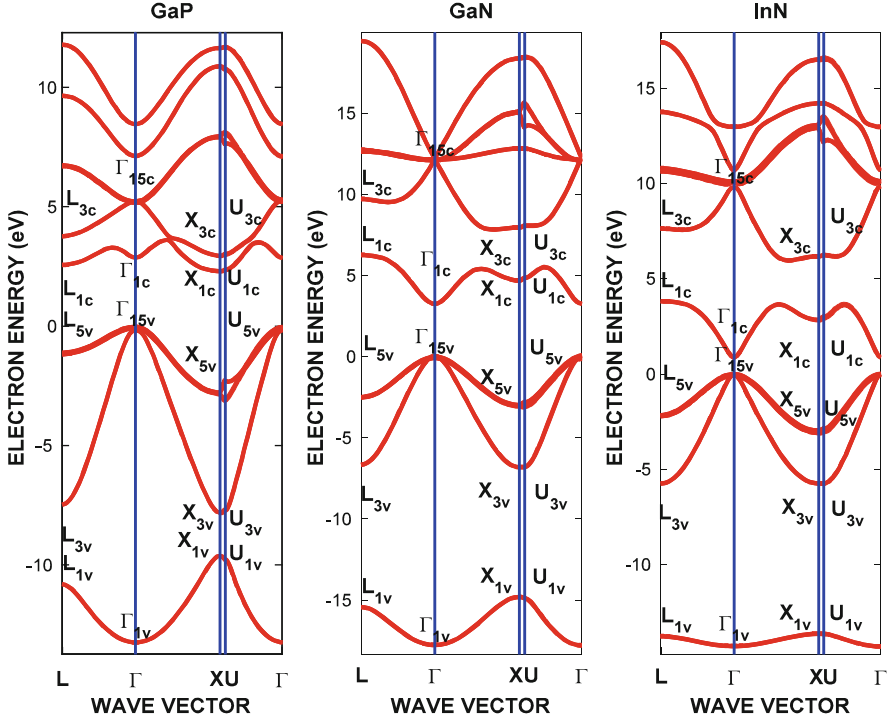 GaP
10
5
0
-5
-10
ELECTRON ENERGY (eV)
Γ15c
L3c
X3c
U3c
Γ1c
X1c
U1c
L1c
Γ15v
L5v
U5v
X5v
X3v
U3v
L3v
X1v
U1v
L1v
Γ1v
L Γ XU Γ
WAVE VECTOR
GaN
15
10
5
0
-5
-10
-15
ELECTRON ENERGY (eV)
Γ15c
L3c
X3c
U3c
L1c
Γ1c
X1c
U1c
Γ15v
L5v
U5v
X5v
L3v
X3v
U3v
X1v
U1v
L1v
Γ1v
L Γ XU Γ
WAVE VECTOR
InN
15
10
5
0
-5
-10
-15
ELECTRON ENERGY (eV)
Γ15c
L3c
X3c
U3c
L1c
Γ1c
X1c
U1c
Γ15v
L5v
X5v
U5v
L3v
X3v
U3v
X1v
U1v
L1v
Γ1v
L Γ XU Γ
WAVE VECTOR